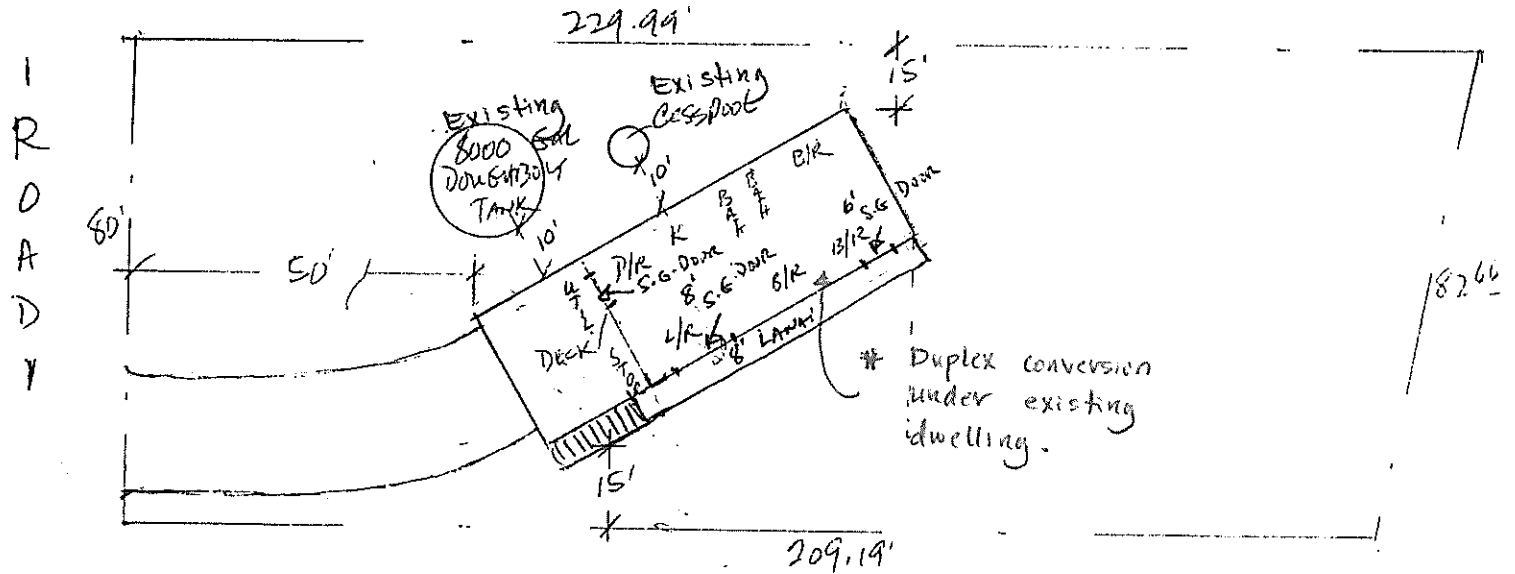 229.99'
15'
I
R
O
A
D
Y
80'
50'
Existing
8000 GAL
TANK
10'
Existing
Cesspool
10'
B/R
B
A
T
H
K
D/R
S.G. DOOR
8'
S.G. DOOR
B/R
6'
S.G DOOR
L/R
8'
LANAI
DECK
STOR
15'
209.19'
82.66
* Duplex conversion
under existing
dwelling.